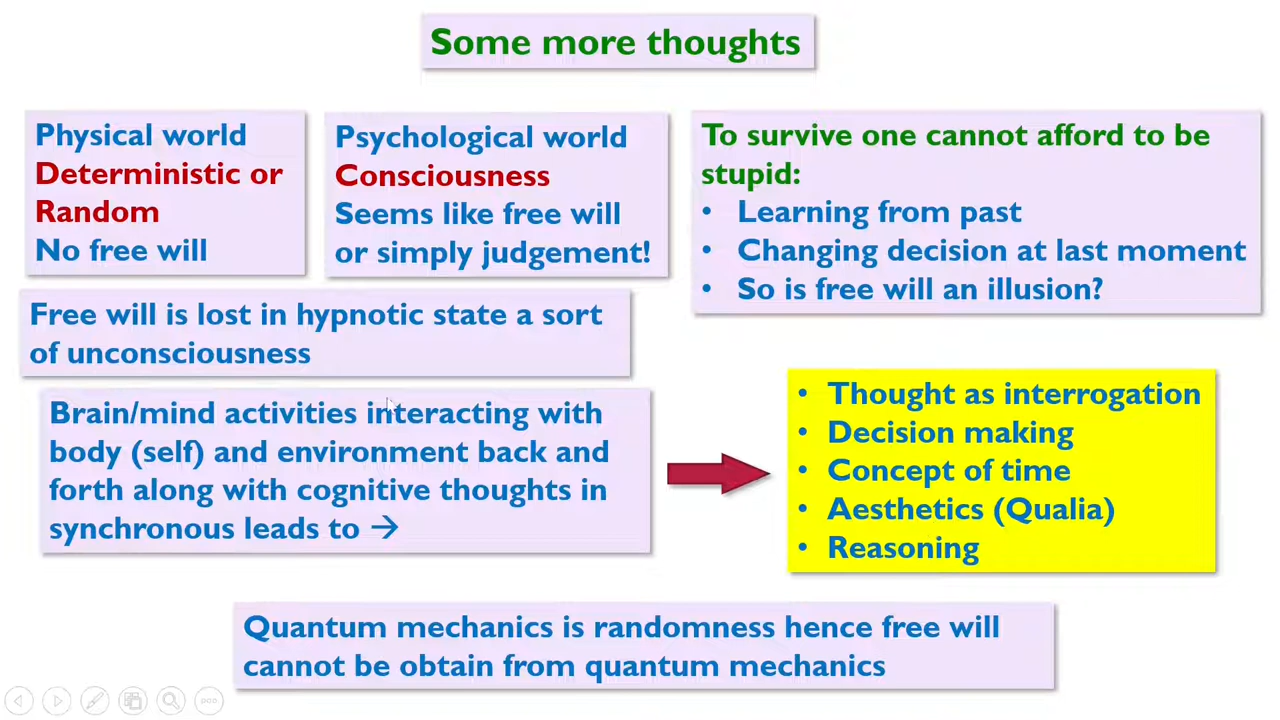 Some more thoughts
Physical world
Deterministic or
Random
No free will
Psychological world
Consciousness
Seems like free will
or simply judgement!
To survive one cannot afford to be
stupid:
• Learning from past
• Changing decision at last moment
• So is free will an illusion?
Free will is lost in hypnotic state a sort
of unconsciousness
Brain/mind activities interacting with
body (self) and environment back and
forth along with cognitive thoughts in
synchronous leads to →
• Thought as interrogation
• Decision making
• Concept of time
• Aesthetics (Qualia)
• Reasoning
Quantum mechanics is randomness hence free will
cannot be obtain from quantum mechanics